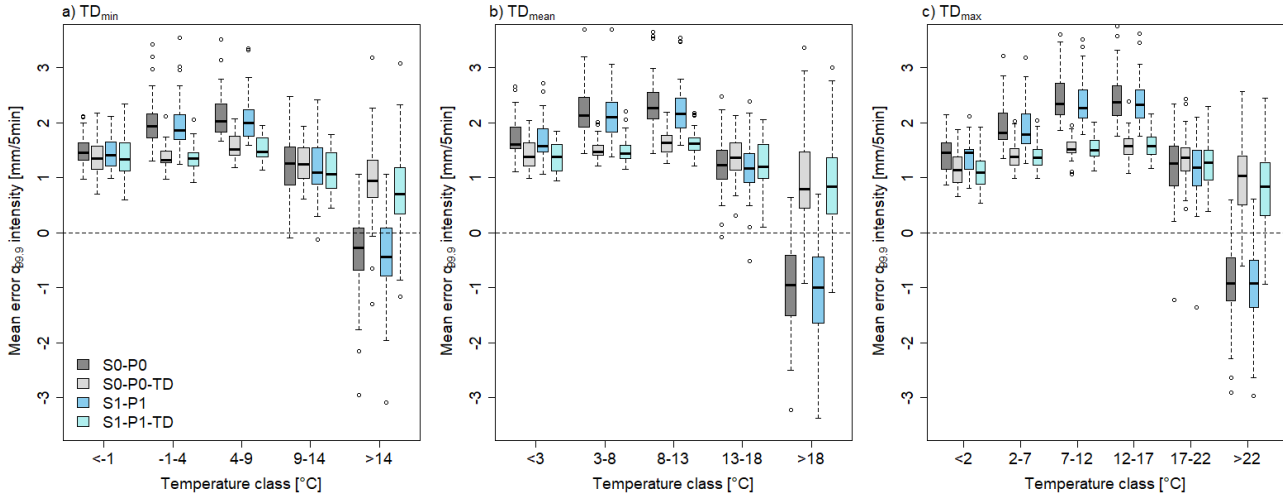 a) TDmin
b) TDmean
c) TDmax
Mean error q99.9 intensity [mm/5min]
3
2
1
0
-1
-2
-3
S0-P0
S0-P0-TD
S1-P1
S1-P1-TD
<-1
-1-4
4-9
9-14
>14
Temperature class [°C]
Mean error q99.9 intensity [mm/5min]
3
2
1
0
-1
-2
-3
<3
3-8
8-13
13-18
>18
Temperature class [°C]
Mean error q99.9 intensity [mm/5min]
3
2
1
0
-1
-2
-3
<2
2-7
7-12
12-17
17-22
>22
Temperature class [°C]